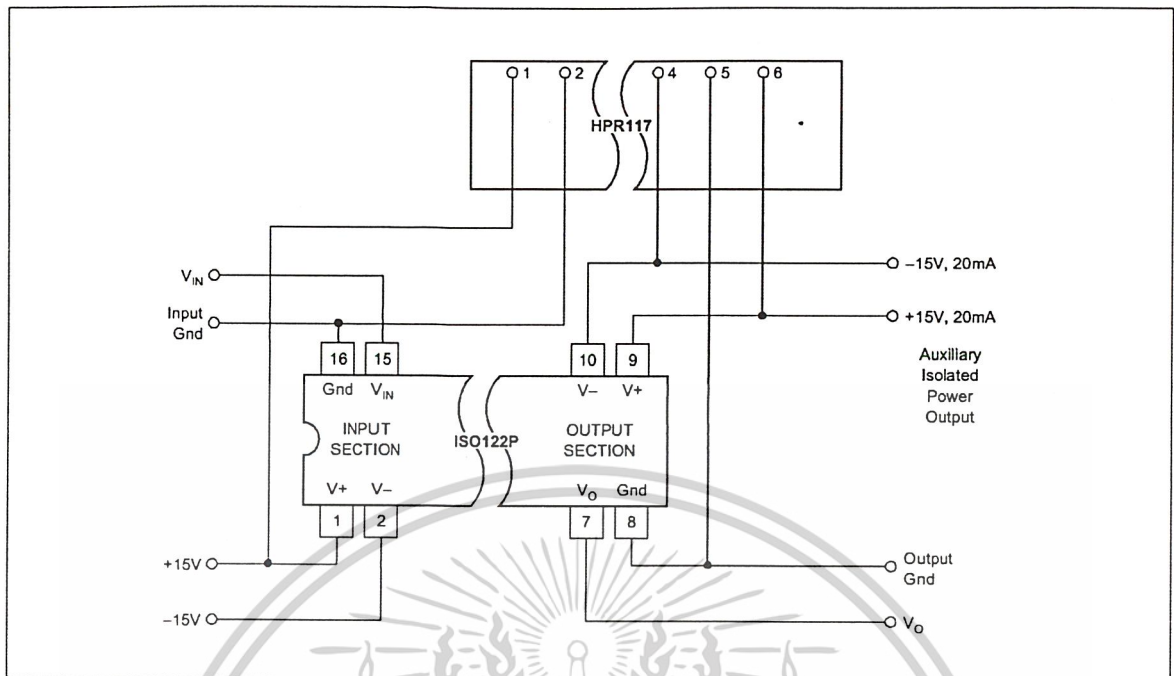 1 2 4 5 6
HPR117
V_IN
Input
Gnd
–15V, 20mA
+15V, 20mA
Auxiliary
Isolated
Power
Output
16 15 10 9
Gnd V_IN V– V+
INPUT
SECTION
ISO122P
OUTPUT
SECTION
V+ V– V_O Gnd
1 2 7 8
+15V
Output
Gnd
–15V
V_O